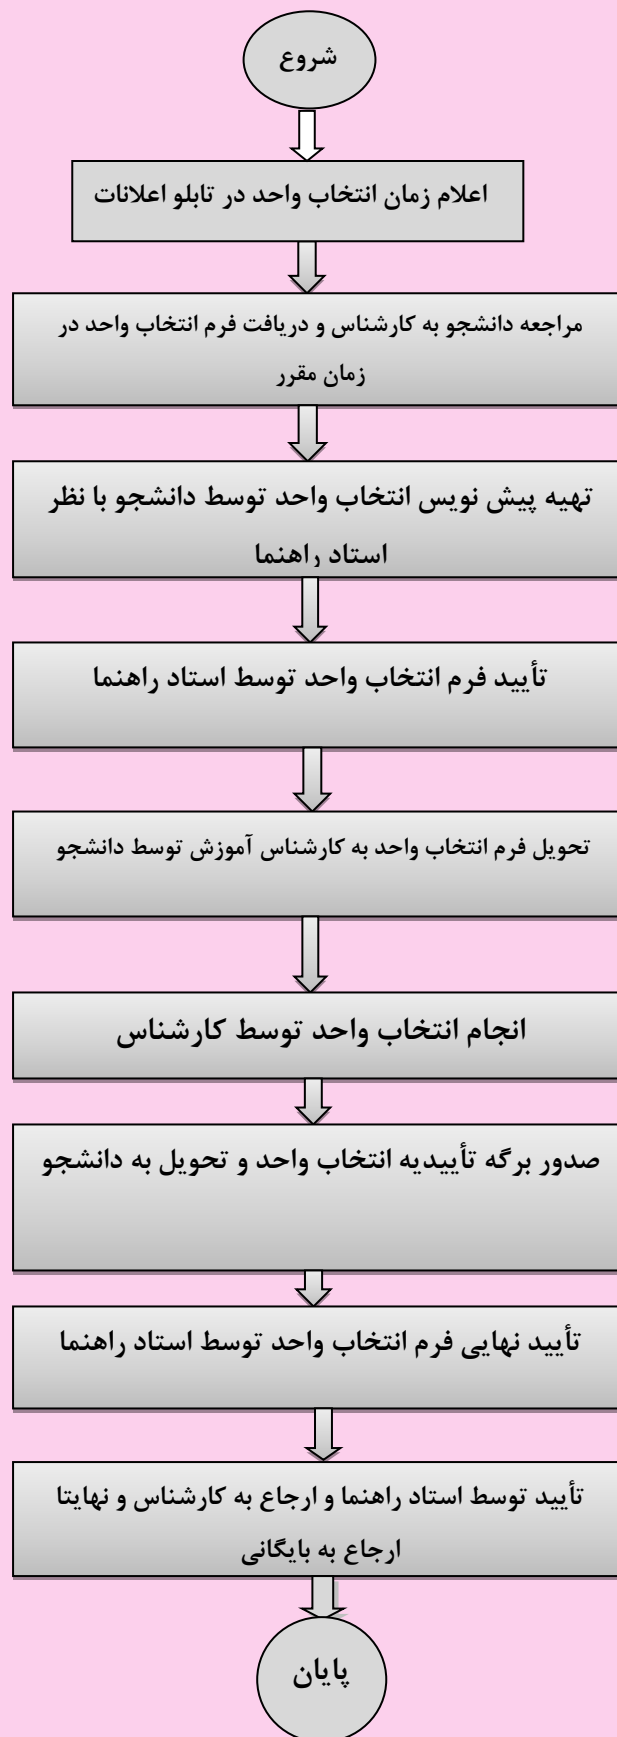 شروع
اعلام زمان انتخاب واحد در تابلو اعلانات
مراجعه دانشجو به کارشناس و دریافت فرم انتخاب واحد در
زمان مقرر
تهیه پیش نویس انتخاب واحد توسط دانشجو با نظر
استاد راهنما
تأیید فرم انتخاب واحد توسط استاد راهنما
تحویل فرم انتخاب واحد به کارشناس آموزش توسط دانشجو
انجام انتخاب واحد توسط کارشناس
صدور برگه تأییدیه انتخاب واحد و تحویل به دانشجو
تأیید نهایی فرم انتخاب واحد توسط استاد راهنما
تأیید توسط استاد راهنما و ارجاع به کارشناس و نهایتا
ارجاع به بایگانی
پایان